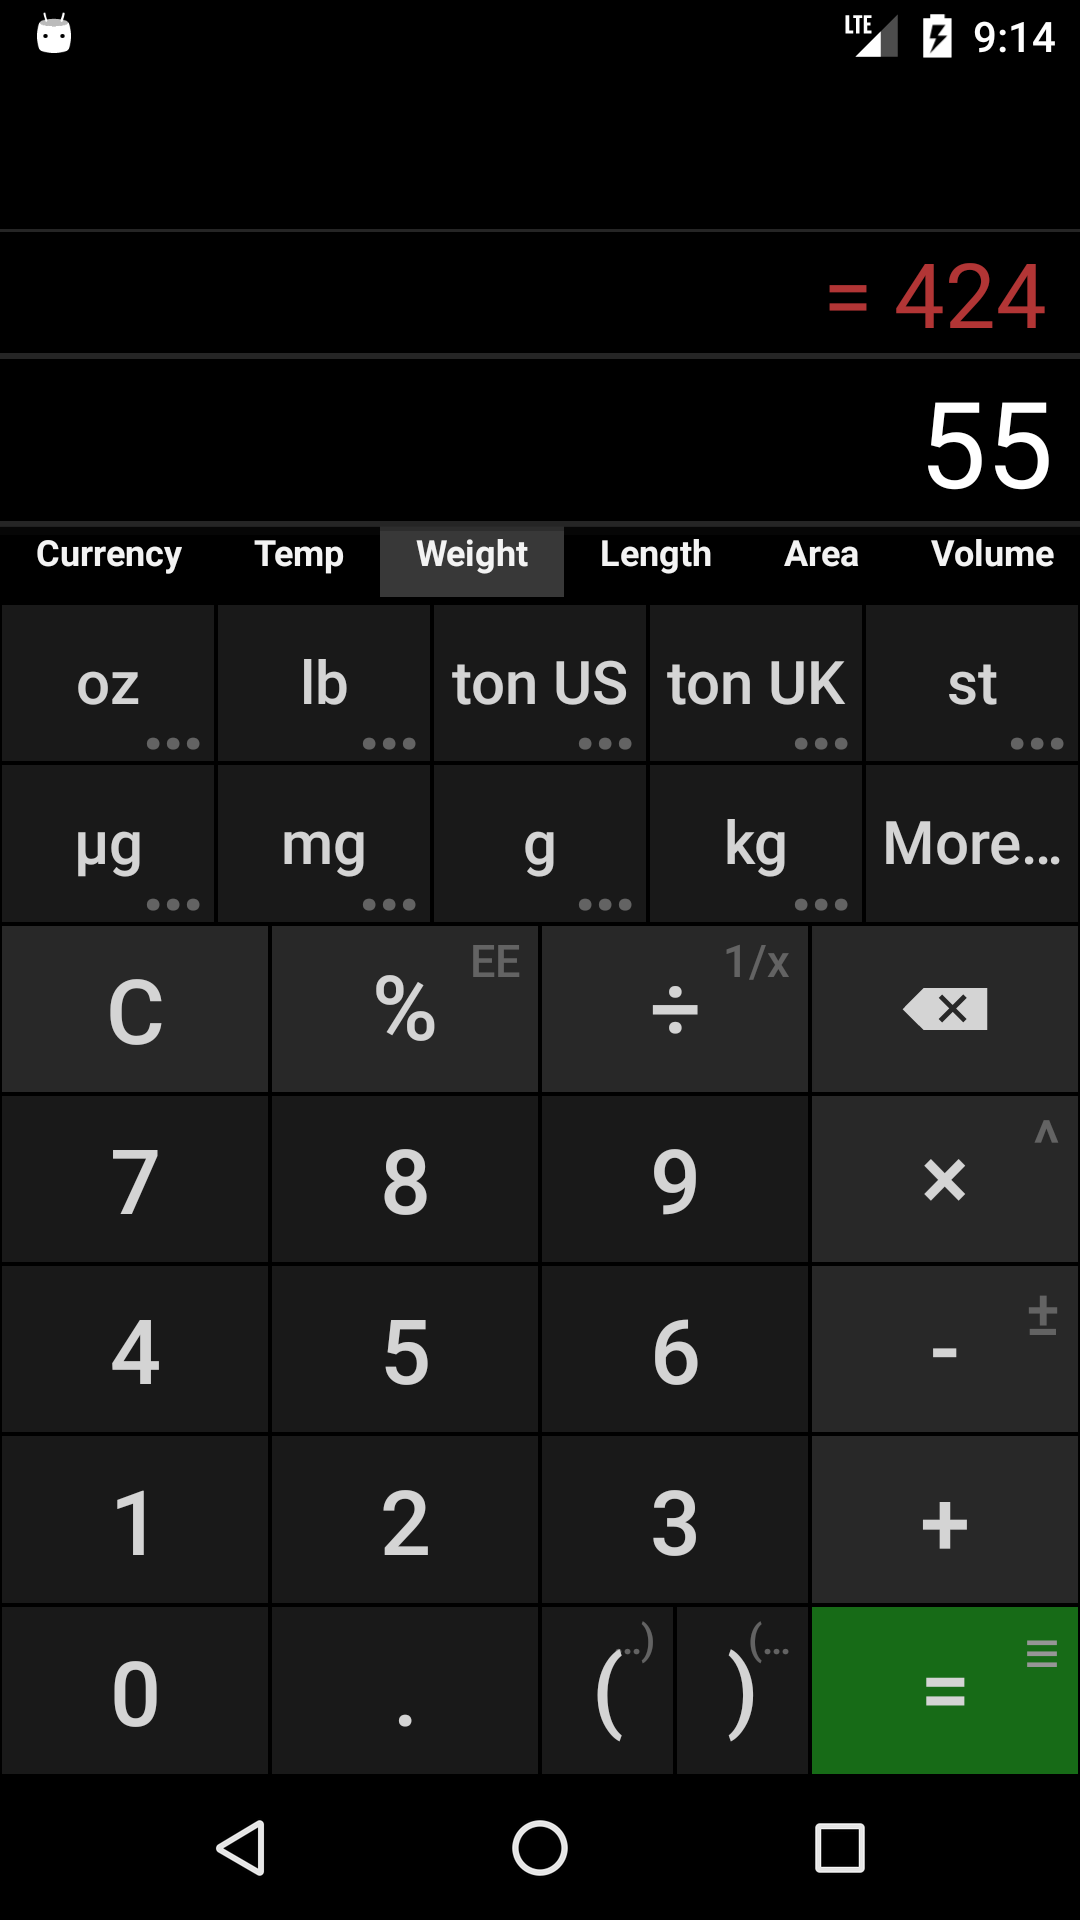 LTE 9:14
= 424
55
Currency Temp Weight Length Area Volume
oz lb ton US ton UK st
µg mg g kg More...
C % EE ÷ 1/x
7 8 9 × ^
4 5 6 - ±
1 2 3 +
0 . ( ..) ) (... =